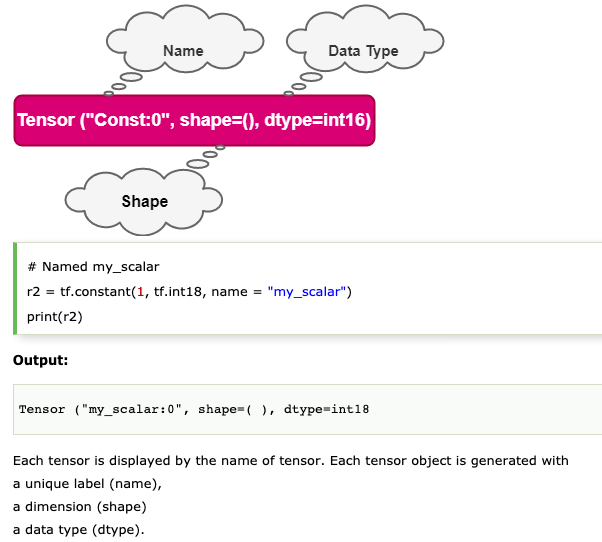 Name
Data Type
Tensor ("Const:0", shape=(), dtype=int16)
Shape
# Named my_scalar
r2 = tf.constant(1, tf.int18, name = "my_scalar")
print(r2)
Output:
Tensor ("my_scalar:0", shape=( ), dtype=int18
Each tensor is displayed by the name of tensor. Each tensor object is generated with
a unique label (name),
a dimension (shape)
a data type (dtype).